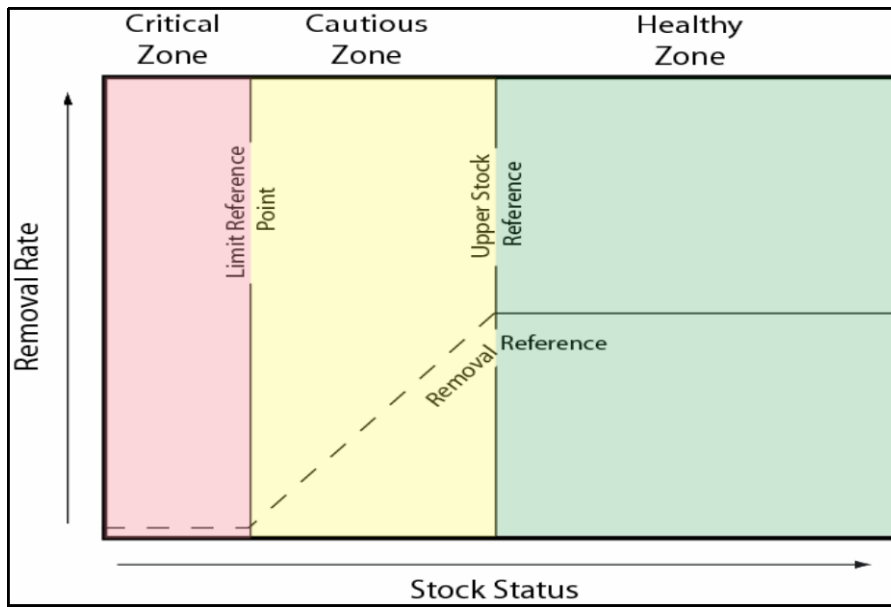 Critical
Zone
Cautious
Zone
Healthy
Zone
Removal Rate
Limit Reference
Point
Upper Stock
Reference
Removal Reference
Stock Status